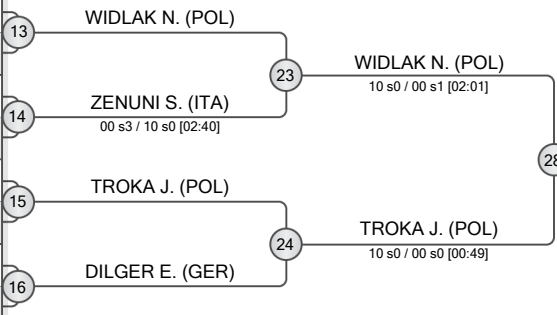 13
WIDLAK N. (POL)
23
WIDLAK N. (POL)
10 s0 / 00 s1 [02:01]
14
ZENUNI S. (ITA)
00 s3 / 10 s0 [02:40]
28
15
TROKA J. (POL)
24
TROKA J. (POL)
10 s0 / 00 s0 [00:49]
16
DILGER E. (GER)